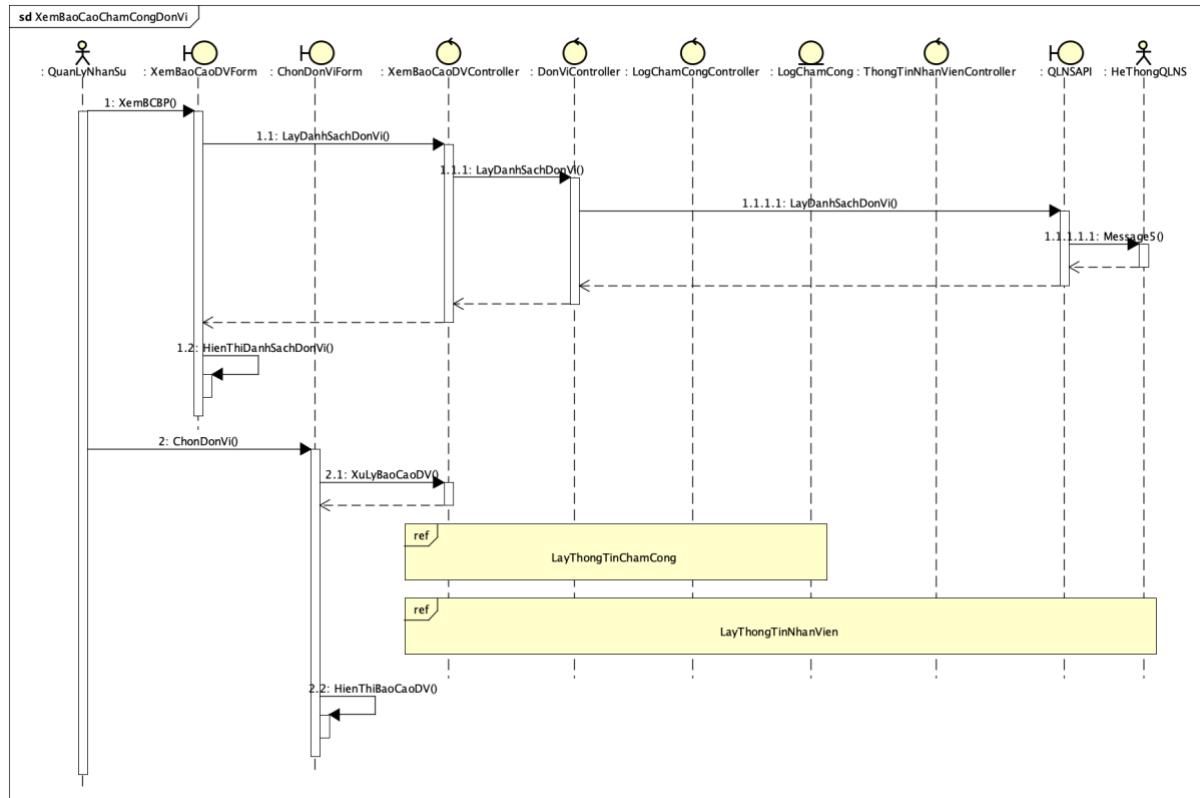 sd XemBaoCaoChamCongDonVi
: QuanLyNhanSu
: XemBaoCaoDVForm
: ChonDonViForm
: XemBaoCaoDVController
: DonViController
: LogChamCongController
: LogChamCong
: ThongTinNhanVienController
: QLNSAPI
: HeThongQLNS
1: XemBCBP()
1.1: LayDanhSachDonVi()
1.1.1: LayDanhSachDonVi()
1.1.1.1: LayDanhSachDonVi()
1.1.1.1.1: Message5()
1.2: HienThiDanhSachDonVi()
2: ChonDonVi()
2.1: XuLyBaoCaoDV()
ref
LayThongTinChamCong
ref
LayThongTinNhanVien
2.2: HienThiBaoCaoDV()